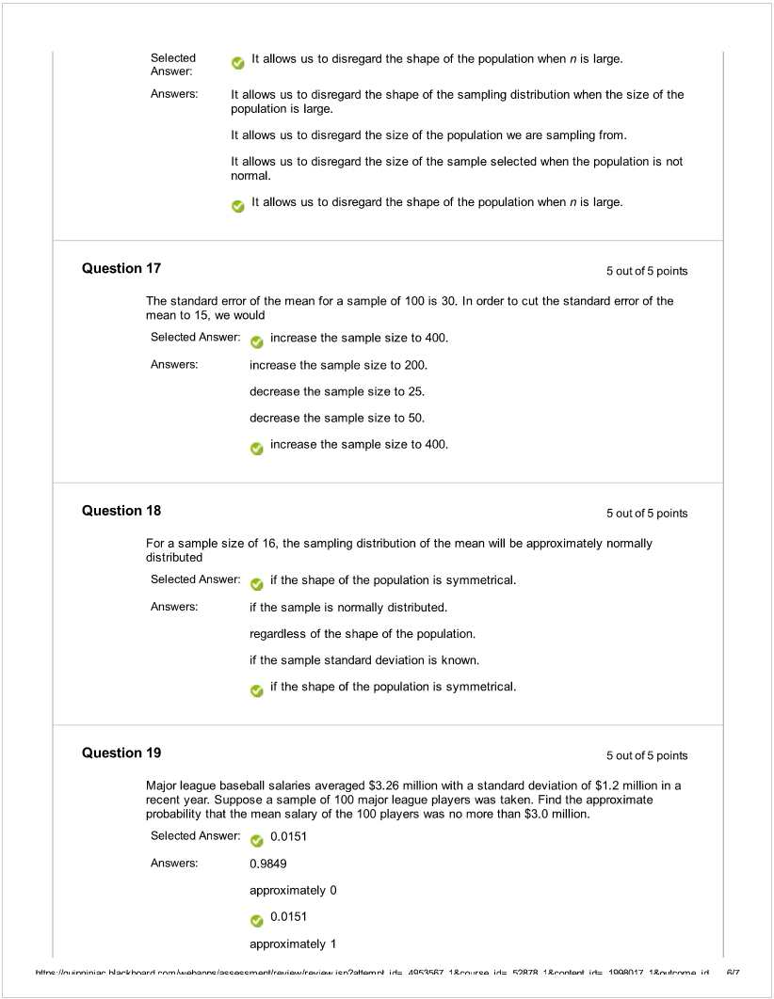 Selected Answer: It allows us to disregard the shape of the population when n is large.
Answers: It allows us to disregard the shape of the sampling distribution when the size of the
population is large.
It allows us to disregard the size of the population we are sampling from.
It allows us to disregard the size of the sample selected when the population is not
normal.
It allows us to disregard the shape of the population when n is large.
Question 17 5 out of 5 points
The standard error of the mean for a sample of 100 is 30. In order to cut the standard error of the
mean to 15, we would
Selected Answer: increase the sample size to 400.
Answers: increase the sample size to 200.
decrease the sample size to 25.
decrease the sample size to 50.
increase the sample size to 400.
Question 18 5 out of 5 points
For a sample size of 16, the sampling distribution of the mean will be approximately normally
distributed
Selected Answer: if the shape of the population is symmetrical.
Answers: if the sample is normally distributed.
regardless of the shape of the population.
if the sample standard deviation is known.
if the shape of the population is symmetrical.
Question 19 5 out of 5 points
Major league baseball salaries averaged $3.26 million with a standard deviation of $1.2 million in a
recent year. Suppose a sample of 100 major league players was taken. Find the approximate
probability that the mean salary of the 100 players was no more than $3.0 million.
Selected Answer: 0.0151
Answers: 0.9849
approximately 0
0.0151
approximately 1
https://quinnipiac.blackboard.com/webapps/assessment/review/review.jsp?attempt_id=_4953567_1&course_id=_52878_1&content_id=_1998017_1&outcome_id... 6/7